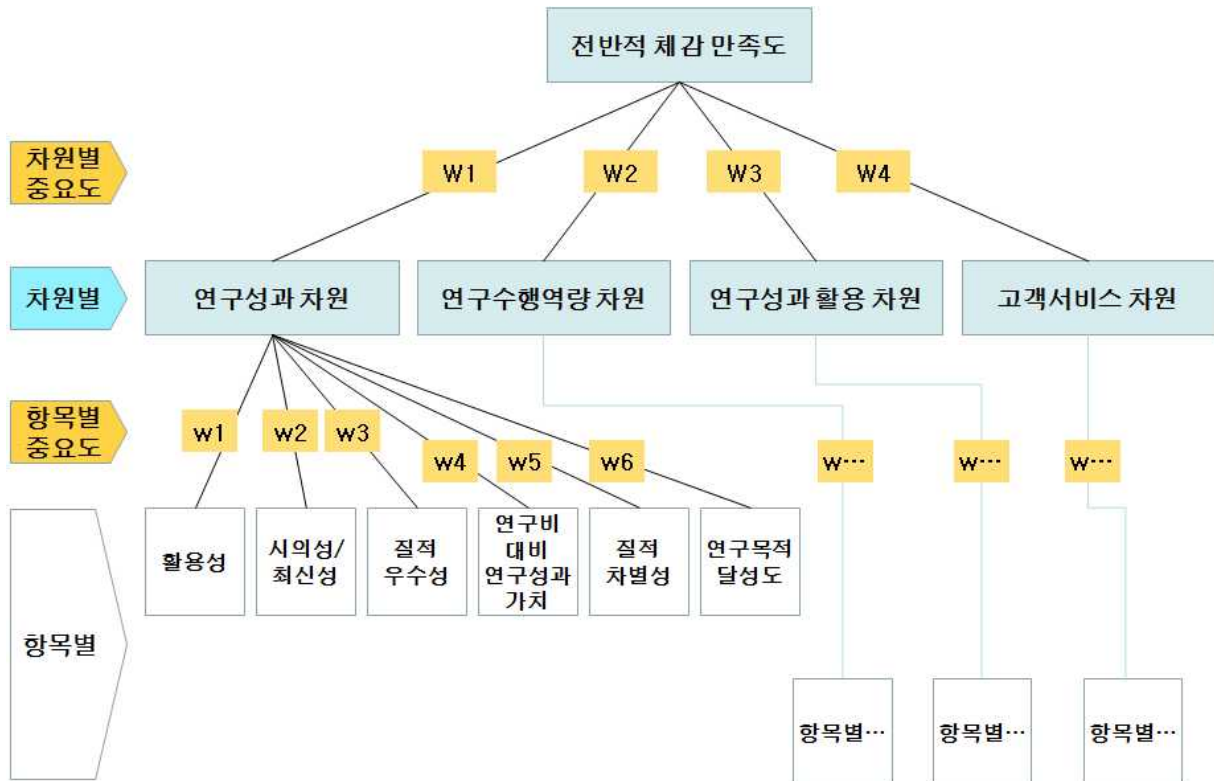 전반적 체감 만족도
차원별
중요도
W1
W2
W3
W4
차원별
연구성과 차원
연구수행역량 차원
연구성과 활용 차원
고객서비스 차원
항목별
중요도
w1
w2
w3
w4
w5
w6
w…
w…
w…
항목별
활용성
시의성/
최신성
질적
우수성
연구비
대비
연구성과
가치
질적
차별성
연구목적
달성도
항목별…
항목별…
항목별…